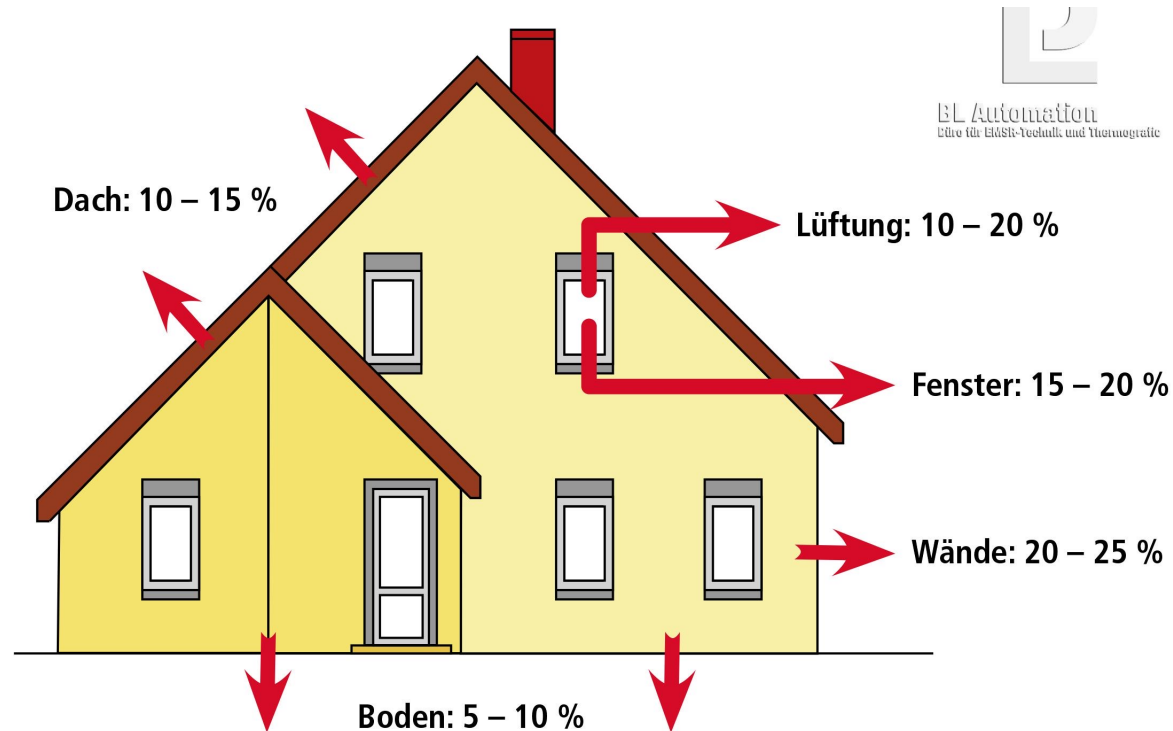 BL Automation
Büro für EMSR-Technik und Thermografie
Dach: 10 – 15 %
Lüftung: 10 – 20 %
Fenster: 15 – 20 %
Wände: 20 – 25 %
Boden: 5 – 10 %